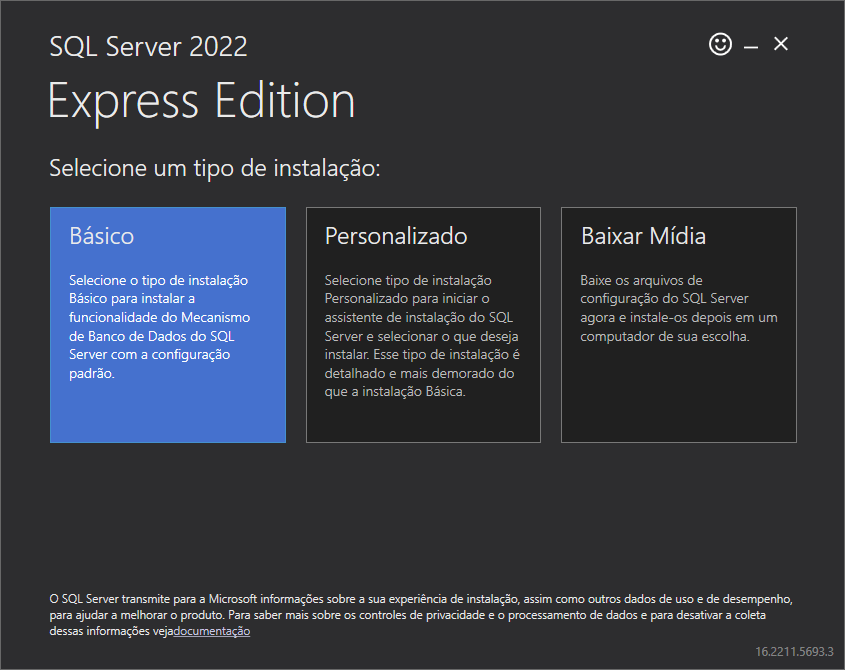 SQL Server 2022
Express Edition
Selecione um tipo de instalação:
Básico
Selecione o tipo de instalação
Básico para instalar a
funcionalidade do Mecanismo
de Banco de Dados do SQL
Server com a configuração
padrão.
Personalizado
Selecione tipo de instalação
Personalizado para iniciar o
assistente de instalação do SQL
Server e selecionar o que deseja
instalar. Esse tipo de instalação é
detalhado e mais demorado do
que a instalação Básica.
Baixar Mídia
Baixe os arquivos de
configuração do SQL Server
agora e instale-os depois em um
computador de sua escolha.
O SQL Server transmite para a Microsoft informações sobre a sua experiência de instalação, assim como outros dados de uso e de desempenho,
para ajudar a melhorar o produto. Para saber mais sobre os controles de privacidade e o processamento de dados e para desativar a coleta
dessas informações vejadocumentação
16.2211.5693.3